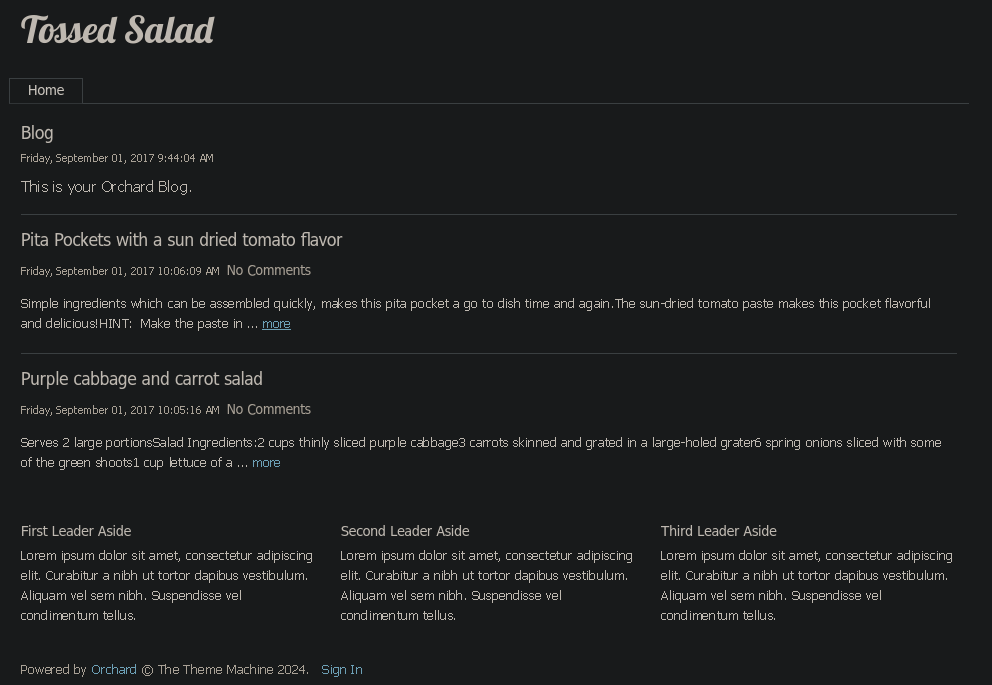 Tossed Salad
Home
Blog
Friday, September 01, 2017 9:44:04 AM
This is your Orchard Blog.
Pita Pockets with a sun dried tomato flavor
Friday, September 01, 2017 10:06:09 AM No Comments
Simple ingredients which can be assembled quickly, makes this pita pocket a go to dish time and again.The sun-dried tomato paste makes this pocket flavorful
and delicious!HINT:  Make the paste in ... more
Purple cabbage and carrot salad
Friday, September 01, 2017 10:05:16 AM No Comments
Serves 2 large portionsSalad Ingredients:2 cups thinly sliced purple cabbage3 carrots skinned and grated in a large-holed grater6 spring onions sliced with some
of the green shoots1 cup lettuce of a ... more
First Leader Aside
Lorem ipsum dolor sit amet, consectetur adipiscing
elit. Curabitur a nibh ut tortor dapibus vestibulum.
Aliquam vel sem nibh. Suspendisse vel
condimentum tellus.
Second Leader Aside
Lorem ipsum dolor sit amet, consectetur adipiscing
elit. Curabitur a nibh ut tortor dapibus vestibulum.
Aliquam vel sem nibh. Suspendisse vel
condimentum tellus.
Third Leader Aside
Lorem ipsum dolor sit amet, consectetur adipiscing
elit. Curabitur a nibh ut tortor dapibus vestibulum.
Aliquam vel sem nibh. Suspendisse vel
condimentum tellus.
Powered by Orchard © The Theme Machine 2024. Sign In